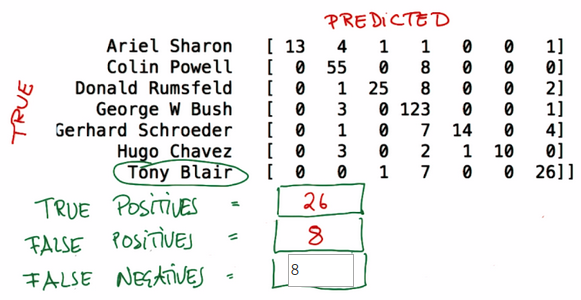 PREDICTED
TRUE
Ariel Sharon [ 13 4 1 1 0 0 1]
Colin Powell [ 0 55 0 8 0 0 0]
Donald Rumsfeld [ 0 1 25 8 0 0 2]
George W Bush [ 0 3 0 123 0 0 1]
Gerhard Schroeder [ 0 1 0 7 14 0 4]
Hugo Chavez [ 0 3 0 2 1 10 0]
Tony Blair [ 0 0 1 7 0 0 26]]
TRUE POSITIVES = 26
FALSE POSITIVES = 8
FALSE NEGATIVES = 8